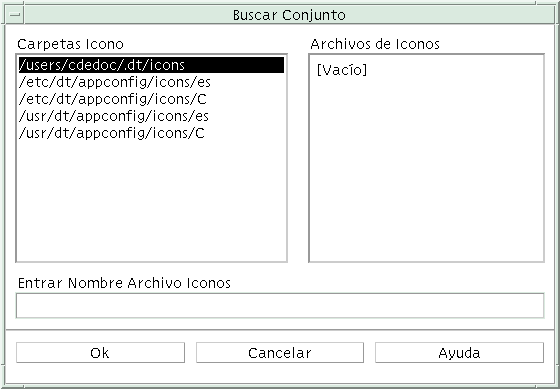 Buscar Conjunto
Carpetas Icono
/users/cdedoc/.dt/icons
/etc/dt/appconfig/icons/es
/etc/dt/appconfig/icons/C
/usr/dt/appconfig/icons/es
/usr/dt/appconfig/icons/C
Archivos de Iconos
[Vacío]
Entrar Nombre Archivo Iconos
Ok
Cancelar
Ayuda